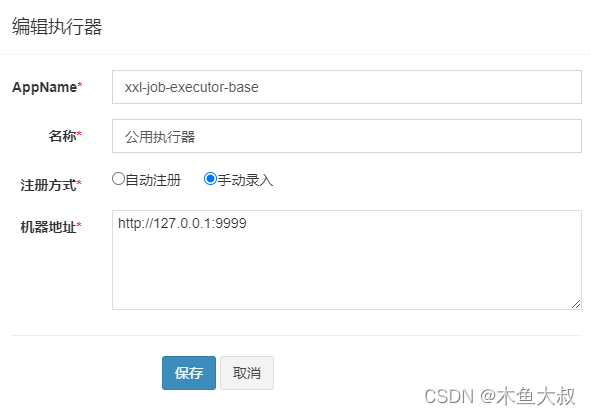 编辑执行器
AppName* xxl-job-executor-base
名称* 公用执行器
注册方式* 自动注册 手动录入
机器地址* http://127.0.0.1:9999
保存 取消
CSDN @木鱼大叔